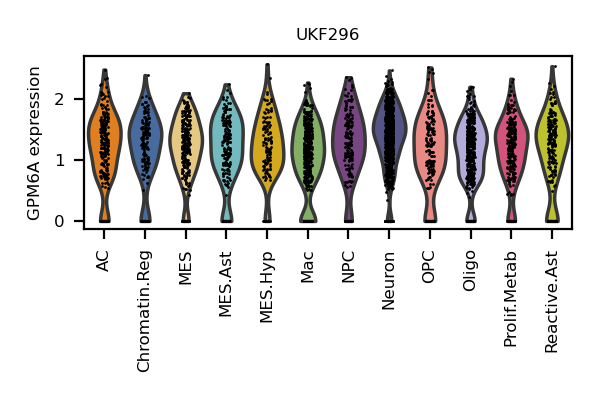 UKF296
GPM6A expression
2
1
0
AC
Chromatin.Reg
MES
MES.Ast
MES.Hyp
Mac
NPC
Neuron
OPC
Oligo
Prolif.Metab
Reactive.Ast